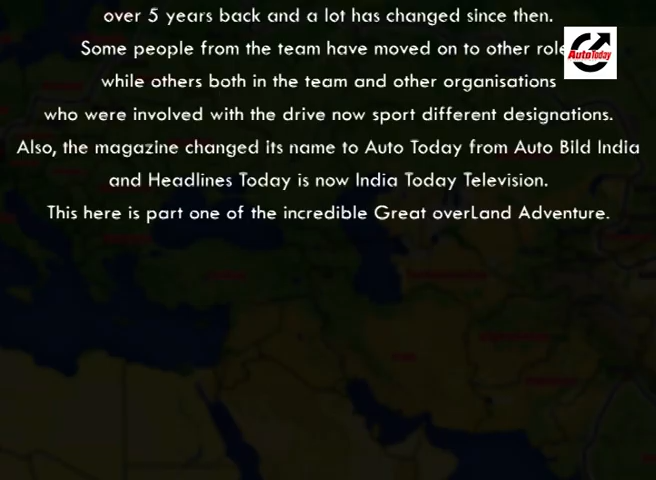 over 5 years back and a lot has changed since then.
Some people from the team have moved on to other
while others both in the team and other organisations
who were involved with the drive now sport different designations.
Also, the magazine changed its name to Auto Today from Auto Bild India
and Headlines Today is now India Today Television.
This here is part one of the incredible Great overLand Adventure.
AutoToday